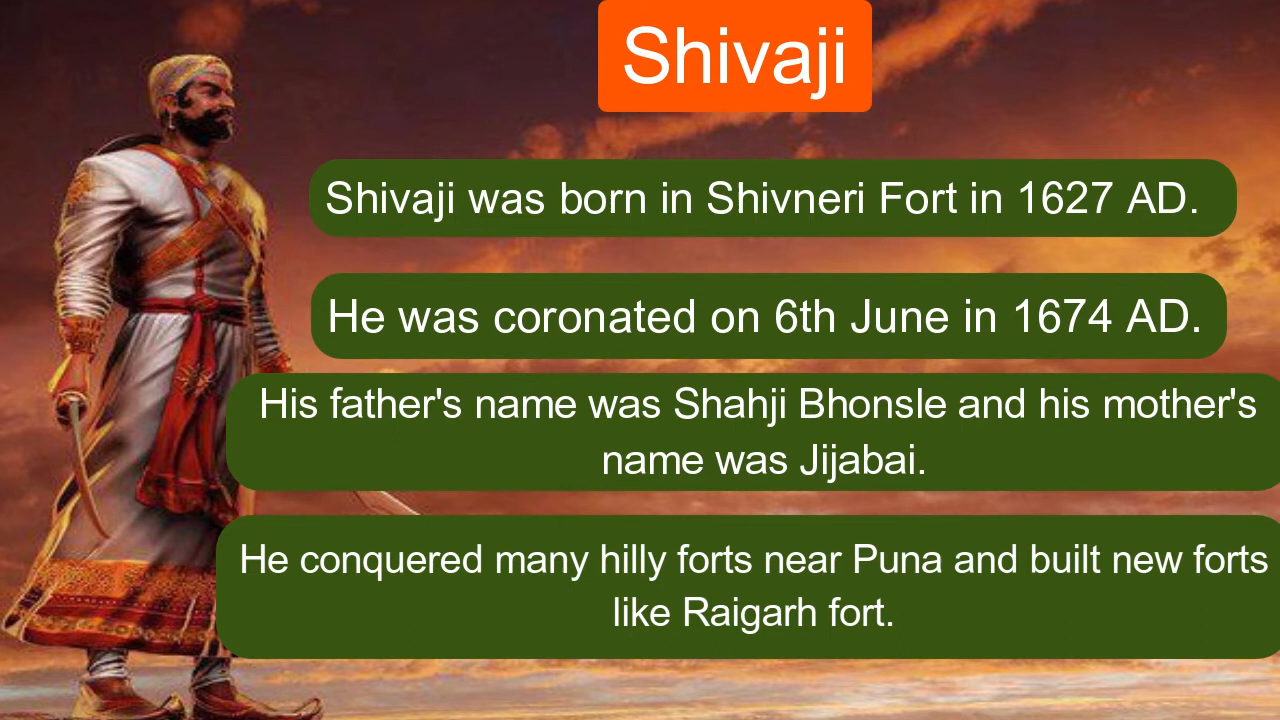 Shivaji
Shivaji was born in Shivneri Fort in 1627 AD.
He was coronated on 6th June in 1674 AD.
His father's name was Shahji Bhonsle and his mother's
name was Jijabai.
He conquered many hilly forts near Puna and built new forts
like Raigarh fort.